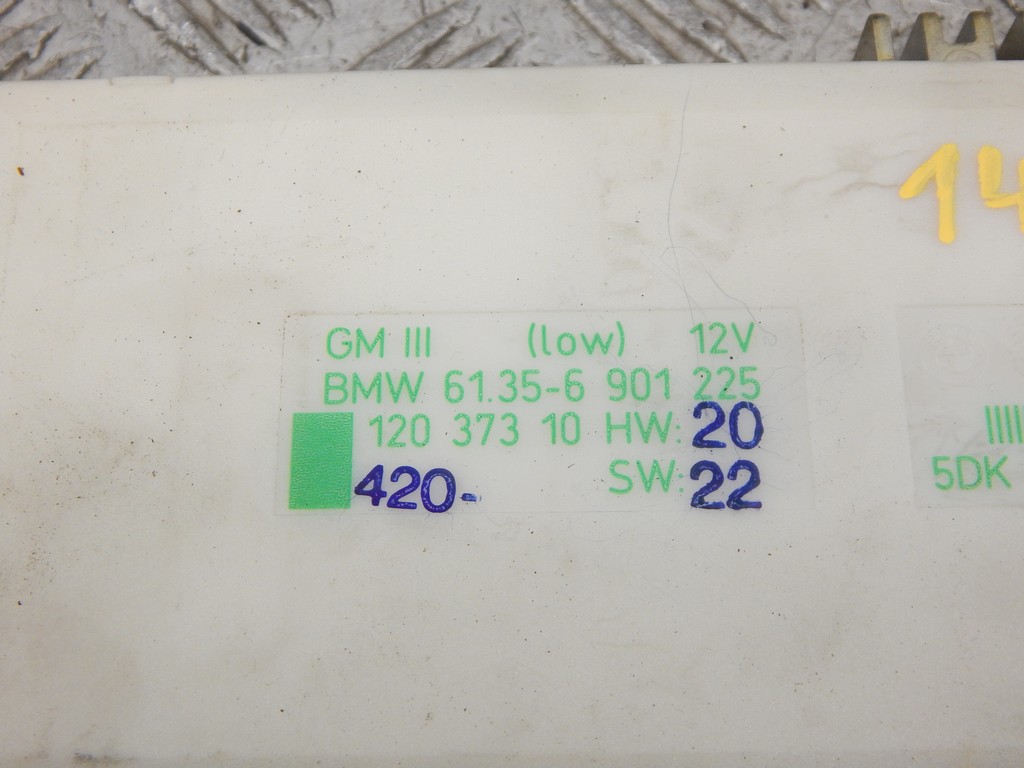 14
GM III (low) 12V
BMW 61.35-6 901 225
120 373 10 HW: 20
420- SW: 22
5DK